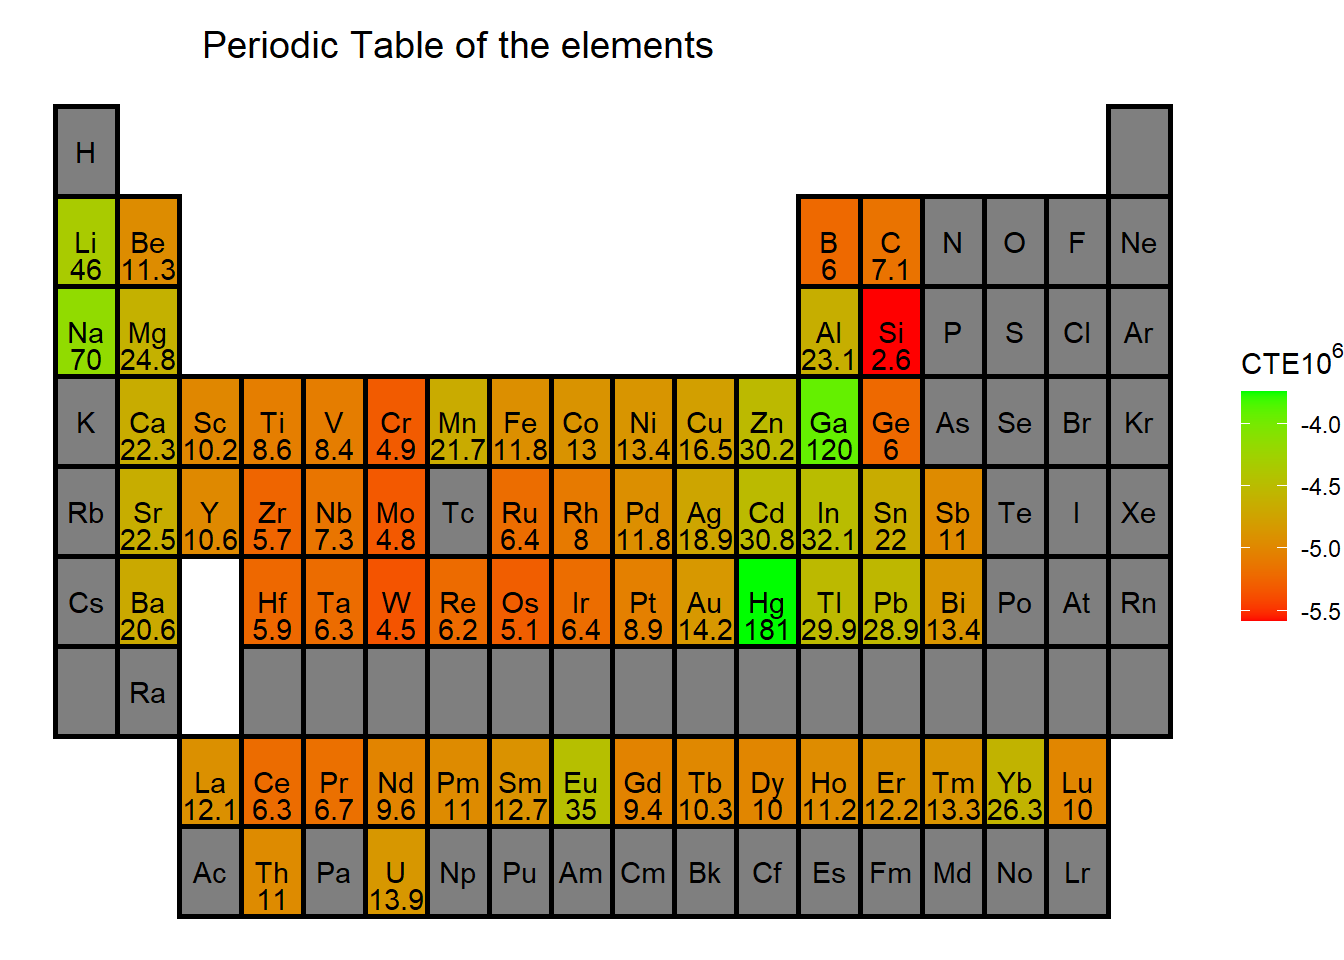 Periodic Table of the elements
H
Li Be B C N O F Ne
46 11.3 6 7.1
Na Mg Al Si P S Cl Ar
70 24.8 23.1 2.6
CTE10^6
K Ca Sc Ti V Cr Mn Fe Co Ni Cu Zn Ga Ge As Se Br Kr
22.3 10.2 8.6 8.4 4.9 21.7 11.8 13 13.4 16.5 30.2 120 6
-4.0
-4.5
Rb Sr Y Zr Nb Mo Tc Ru Rh Pd Ag Cd In Sn Sb Te I Xe
22.5 10.6 5.7 7.3 4.8 6.4 8 11.8 18.9 30.8 32.1 22 11
-5.0
Cs Ba Hf Ta W Re Os Ir Pt Au Hg Tl Pb Bi Po At Rn
20.6 5.9 6.3 4.5 6.2 5.1 6.4 8.9 14.2 181 29.9 28.9 13.4
-5.5
Ra
La Ce Pr Nd Pm Sm Eu Gd Tb Dy Ho Er Tm Yb Lu
12.1 6.3 6.7 9.6 11 12.7 35 9.4 10.3 10 11.2 12.2 13.3 26.3 10
Ac Th Pa U Np Pu Am Cm Bk Cf Es Fm Md No Lr
11 13.9